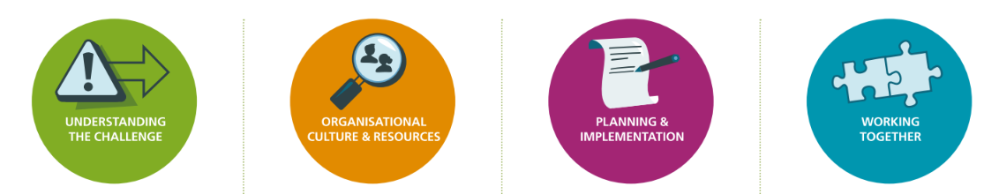 UNDERSTANDING
THE CHALLENGE
ORGANISATIONAL
CULTURE & RESOURCES
PLANNING &
IMPLEMENTATION
WORKING
TOGETHER